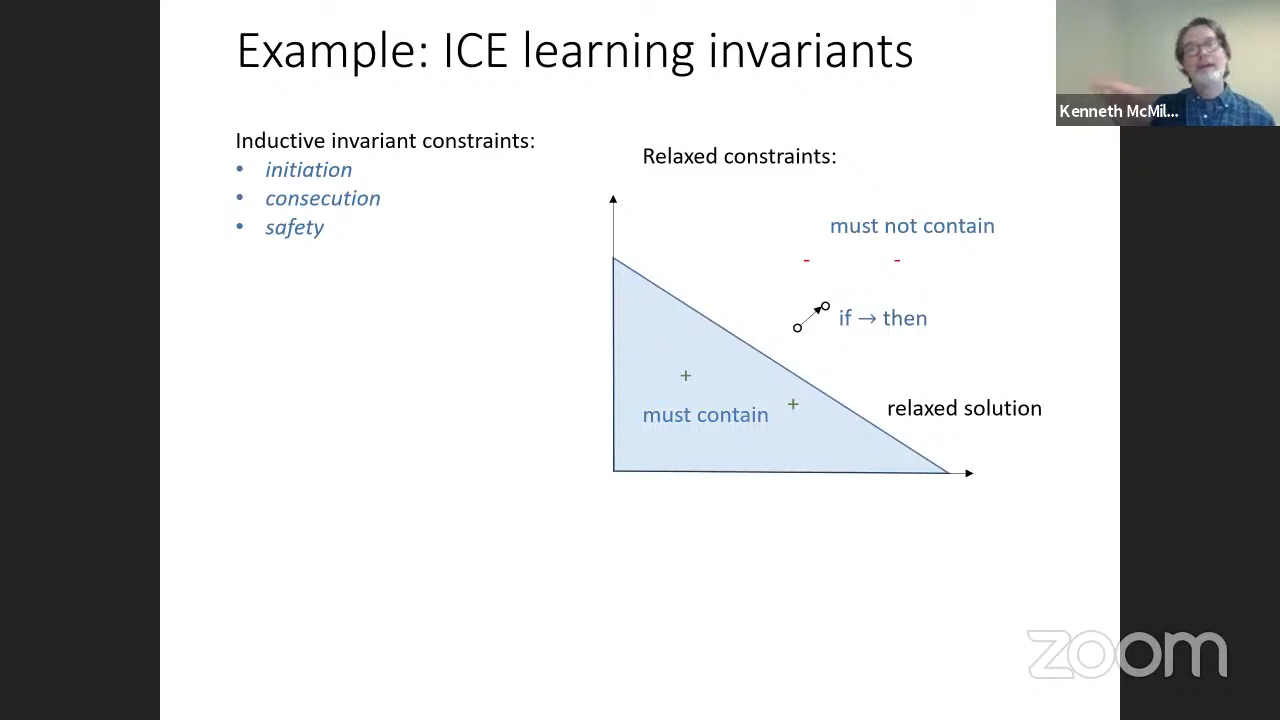 Example: ICE learning invariants
Kenneth McMil...
Inductive invariant constraints:
• initiation
• consecution
• safety
Relaxed constraints:
must not contain
- -
if → then
+
+
must contain
relaxed solution
zoom